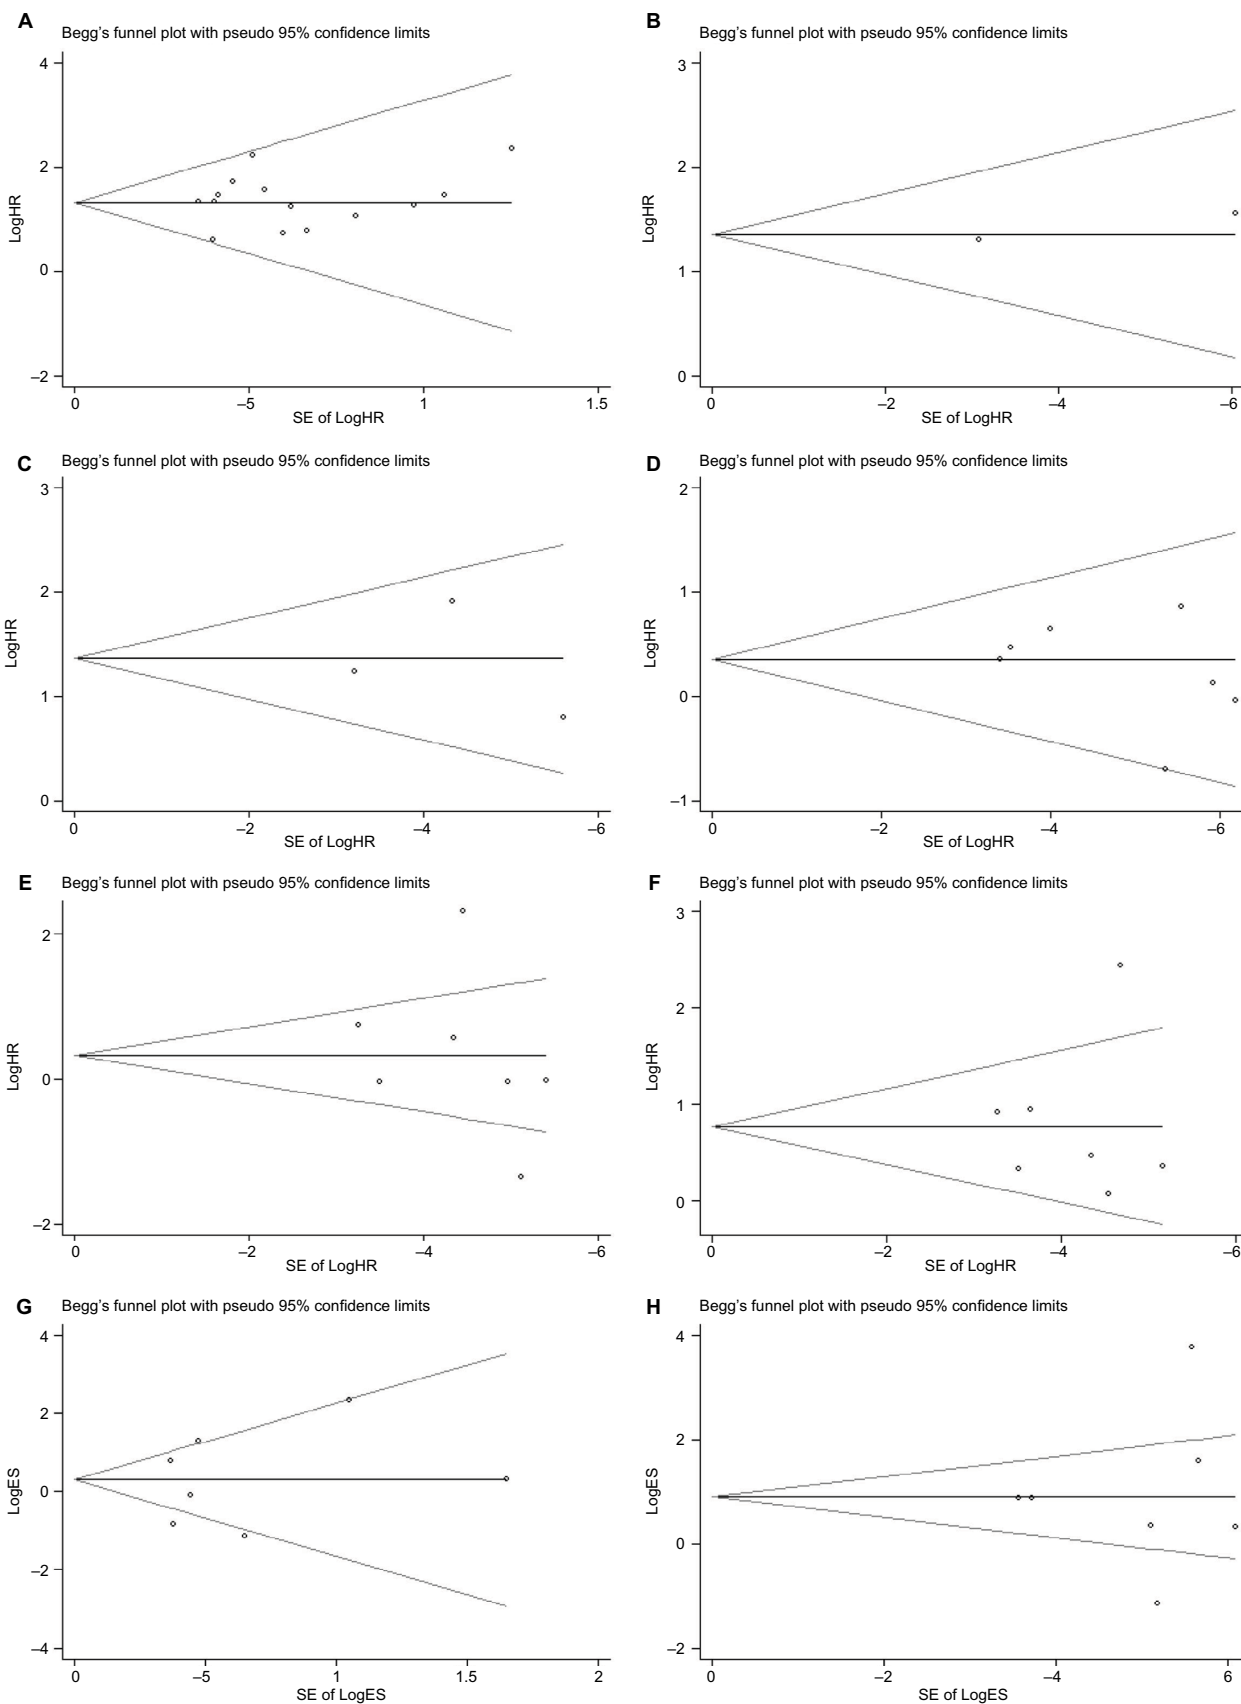 A
Begg's funnel plot with pseudo 95% confidence limits
4
2
0
–2
LogHR
0
–5
1
1.5
SE of LogHR
B
Begg's funnel plot with pseudo 95% confidence limits
3
2
1
0
LogHR
0
–2
–4
–6
SE of LogHR
C
Begg's funnel plot with pseudo 95% confidence limits
3
2
1
0
LogHR
0
–2
–4
–6
SE of LogHR
D
Begg's funnel plot with pseudo 95% confidence limits
2
1
0
–1
LogHR
0
–2
–4
–6
SE of LogHR
E
Begg's funnel plot with pseudo 95% confidence limits
2
0
–2
LogHR
0
–2
–4
–6
SE of LogHR
F
Begg's funnel plot with pseudo 95% confidence limits
3
2
1
0
LogHR
0
–2
–4
–6
SE of LogHR
G
Begg's funnel plot with pseudo 95% confidence limits
4
2
0
–2
–4
LogES
0
–5
1
1.5
2
SE of LogES
H
Begg's funnel plot with pseudo 95% confidence limits
4
2
0
–2
LogES
0
–2
–4
6
SE of LogES